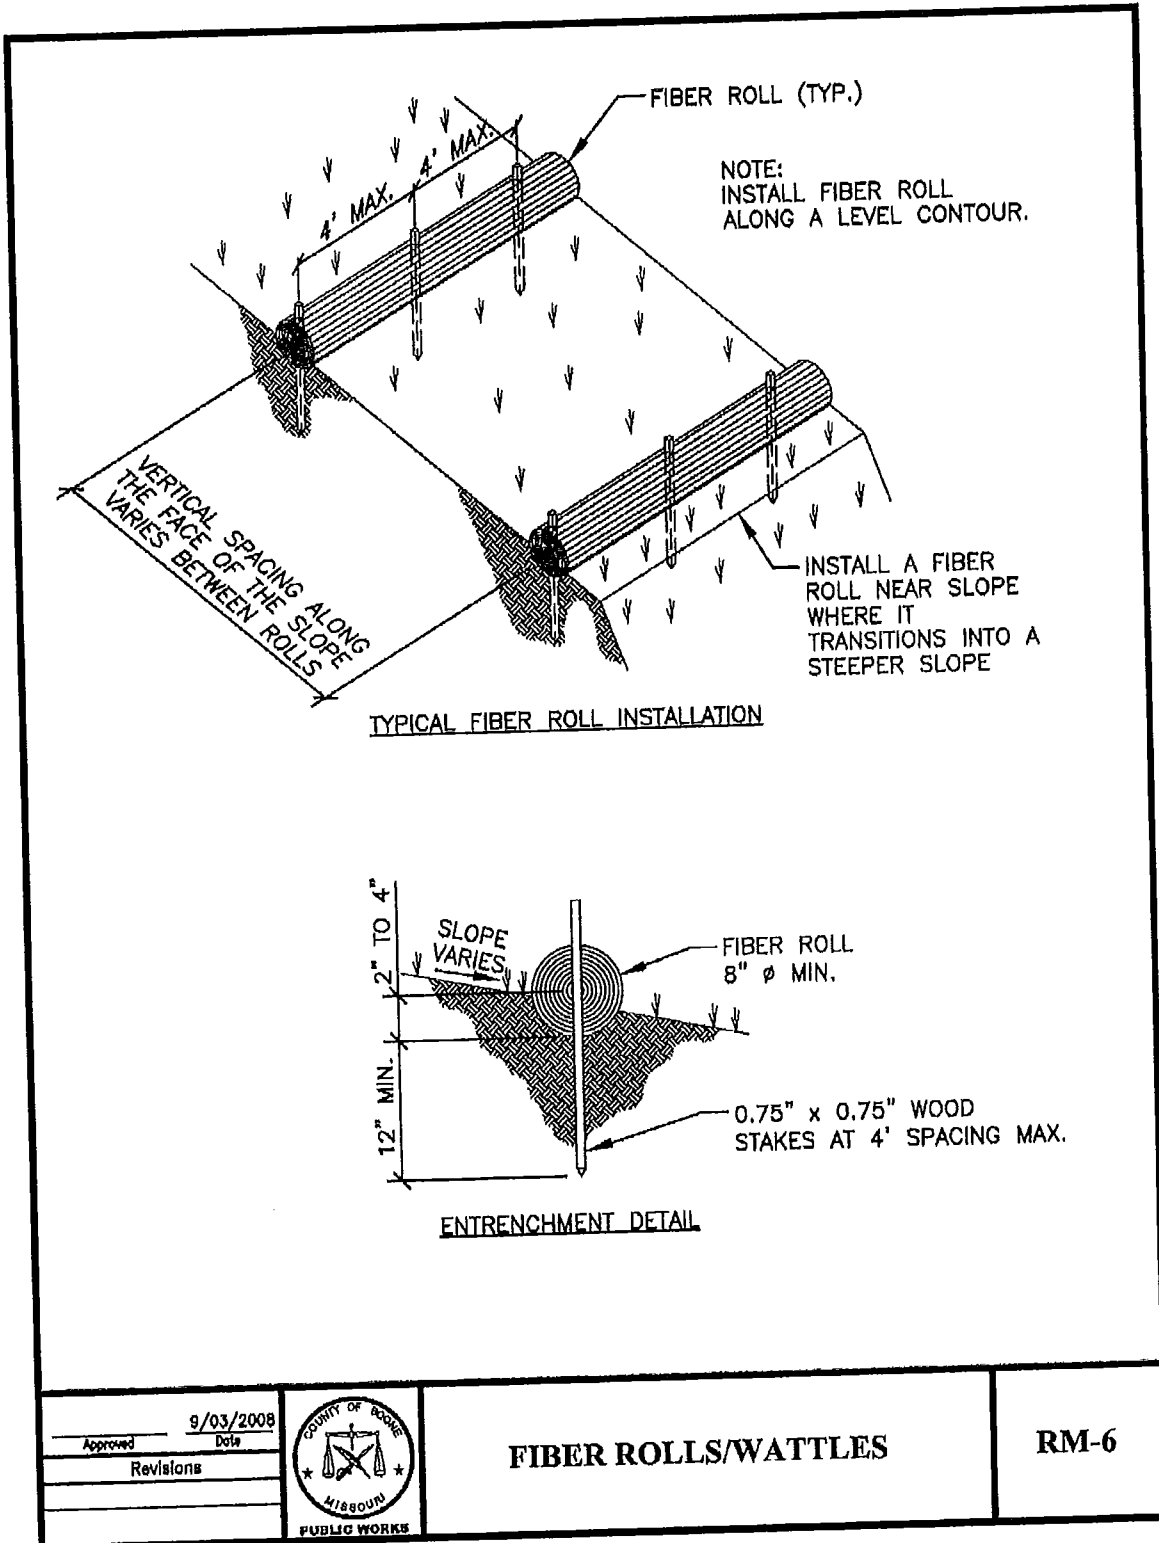 FIBER ROLL (TYP.)
NOTE:
INSTALL FIBER ROLL
ALONG A LEVEL CONTOUR.
4' MAX.
4' MAX.
VERTICAL SPACING ALONG
THE FACE OF THE SLOPE
VARIES BETWEEN ROLLS
INSTALL A FIBER
ROLL NEAR SLOPE
WHERE IT
TRANSITIONS INTO A
STEEPER SLOPE
TYPICAL FIBER ROLL INSTALLATION
2" TO 4"
SLOPE
VARIES
FIBER ROLL
8" ø MIN.
12" MIN.
0.75" x 0.75" WOOD
STAKES AT 4' SPACING MAX.
ENTRENCHMENT DETAIL
9/03/2008
Approved
Date
Revisions
COUNTY OF BOONE
MISSOURI
PUBLIC WORKS
FIBER ROLLS/WATTLES
RM-6